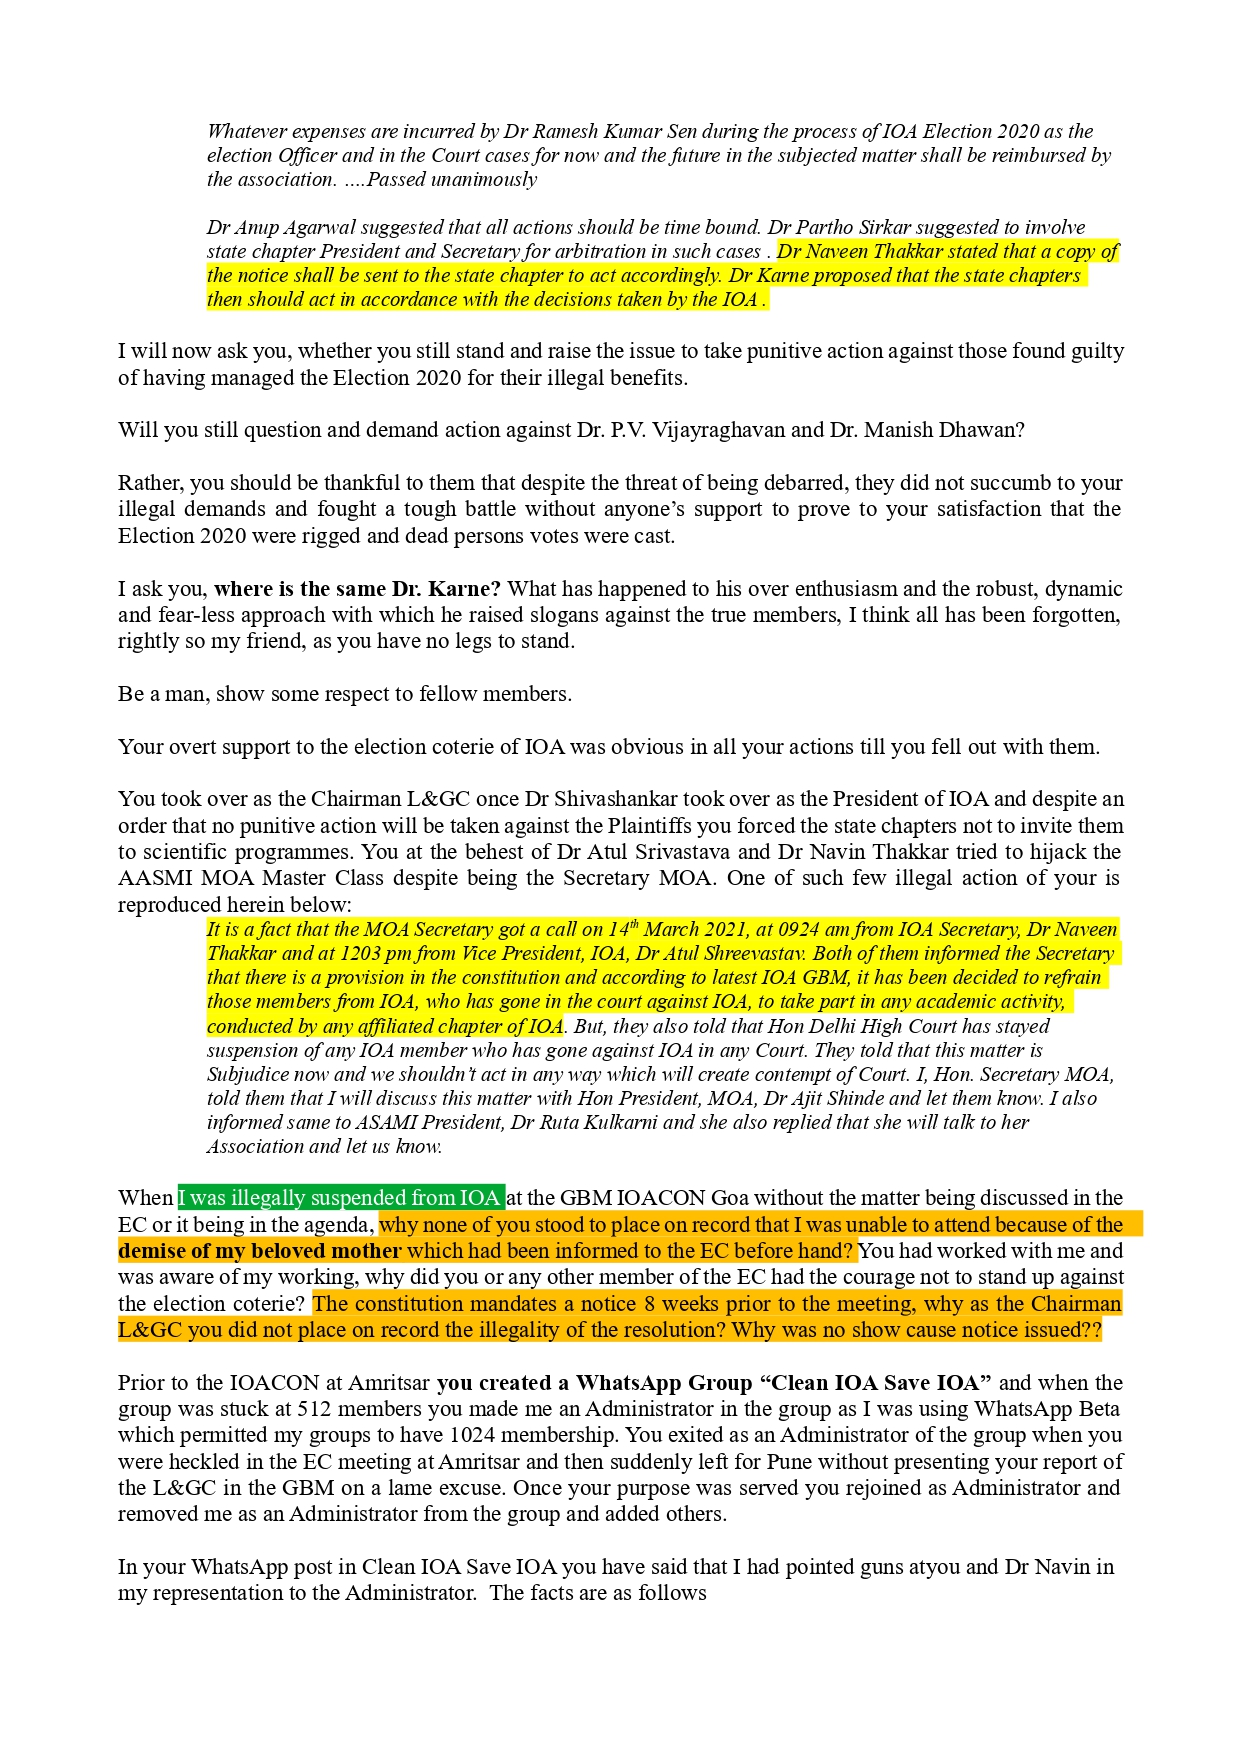 Whatever expenses are incurred by Dr Ramesh Kumar Sen during the process of IOA Election 2020 as the
election Officer and in the Court cases for now and the future in the subjected matter shall be reimbursed by
the association. ….Passed unanimously
Dr Anup Agarwal suggested that all actions should be time bound. Dr Partho Sirkar suggested to involve
state chapter President and Secretary for arbitration in such cases . Dr Naveen Thakkar stated that a copy of
the notice shall be sent to the state chapter to act accordingly. Dr Karne proposed that the state chapters
then should act in accordance with the decisions taken by the IOA .
I will now ask you, whether you still stand and raise the issue to take punitive action against those found guilty
of having managed the Election 2020 for their illegal benefits.
Will you still question and demand action against Dr. P.V. Vijayraghavan and Dr. Manish Dhawan?
Rather, you should be thankful to them that despite the threat of being debarred, they did not succumb to your
illegal demands and fought a tough battle without anyone’s support to prove to your satisfaction that the
Election 2020 were rigged and dead persons votes were cast.
I ask you, where is the same Dr. Karne? What has happened to his over enthusiasm and the robust, dynamic
and fear-less approach with which he raised slogans against the true members, I think all has been forgotten,
rightly so my friend, as you have no legs to stand.
Be a man, show some respect to fellow members.
Your overt support to the election coterie of IOA was obvious in all your actions till you fell out with them.
You took over as the Chairman L&GC once Dr Shivashankar took over as the President of IOA and despite an
order that no punitive action will be taken against the Plaintiffs you forced the state chapters not to invite them
to scientific programmes. You at the behest of Dr Atul Srivastava and Dr Navin Thakkar tried to hijack the
AASMI MOA Master Class despite being the Secretary MOA. One of such few illegal action of your is
reproduced herein below:
It is a fact that the MOA Secretary got a call on 14th March 2021, at 0924 am from IOA Secretary, Dr Naveen
Thakkar and at 1203 pm from Vice President, IOA, Dr Atul Shreevastav. Both of them informed the Secretary
that there is a provision in the constitution and according to latest IOA GBM, it has been decided to refrain
those members from IOA, who has gone in the court against IOA, to take part in any academic activity,
conducted by any affiliated chapter of IOA. But, they also told that Hon Delhi High Court has stayed
suspension of any IOA member who has gone against IOA in any Court. They told that this matter is
Subjudice now and we shouldn’t act in any way which will create contempt of Court. I, Hon. Secretary MOA,
told them that I will discuss this matter with Hon President, MOA, Dr Ajit Shinde and let them know. I also
informed same to ASAMI President, Dr Ruta Kulkarni and she also replied that she will talk to her
Association and let us know.
When I was illegally suspended from IOA at the GBM IOACON Goa without the matter being discussed in the
EC or it being in the agenda, why none of you stood to place on record that I was unable to attend because of the
demise of my beloved mother which had been informed to the EC before hand? You had worked with me and
was aware of my working, why did you or any other member of the EC had the courage not to stand up against
the election coterie? The constitution mandates a notice 8 weeks prior to the meeting, why as the Chairman
L&GC you did not place on record the illegality of the resolution? Why was no show cause notice issued??
Prior to the IOACON at Amritsar you created a WhatsApp Group “Clean IOA Save IOA” and when the
group was stuck at 512 members you made me an Administrator in the group as I was using WhatsApp Beta
which permitted my groups to have 1024 membership. You exited as an Administrator of the group when you
were heckled in the EC meeting at Amritsar and then suddenly left for Pune without presenting your report of
the L&GC in the GBM on a lame excuse. Once your purpose was served you rejoined as Administrator and
removed me as an Administrator from the group and added others.
In your WhatsApp post in Clean IOA Save IOA you have said that I had pointed guns atyou and Dr Navin in
my representation to the Administrator.  The facts are as follows